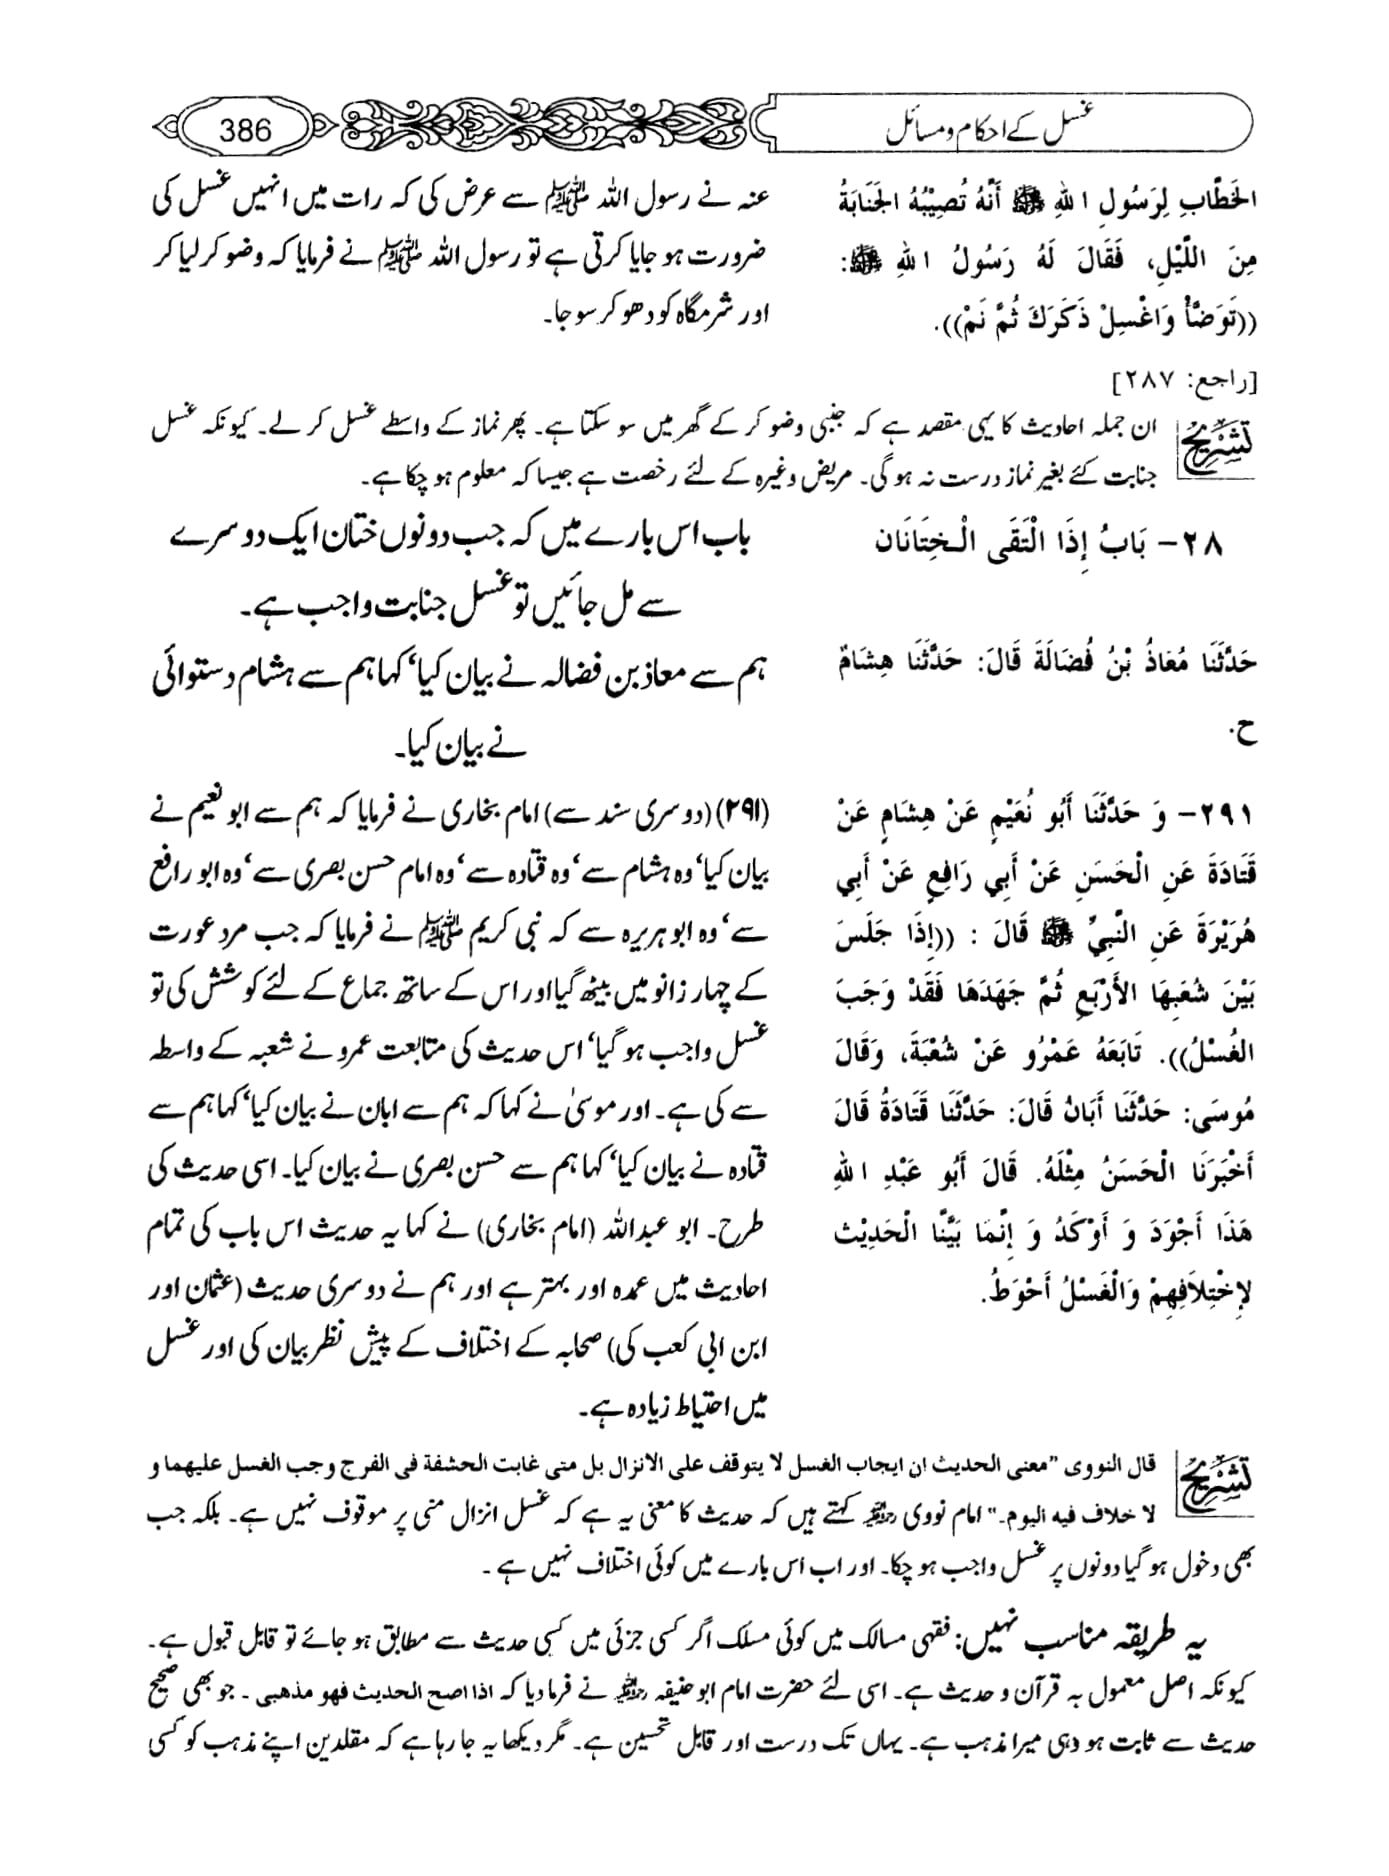 386
غسل کے احکام و مسائل
الخَطَّابِ لِرَسُولِ اللهِ ﷺ أَنَّهُ تُصِيْبُهُ الجَنَابَةُ
مِنَ اللَّيْلِ، فَقَالَ لَهُ رَسُولُ اللهِ ﷺ:
((تَوَضَّأْ وَاغْسِلْ ذَكَرَكَ ثُمَّ نَمْ)).
[راجع: ٢٨٧]
عنہ نے رسول اللہ ﷺ سے عرض کی کہ رات میں انہیں غسل کی
ضرورت ہو جایا کرتی ہے تو رسول اللہ ﷺ نے فرمایا کہ وضو کر لیا کر
اور شرمگاہ کو دھو کر سو جا۔
تشریح
ان جملہ احادیث کا یہی مقصد ہے کہ جنبی وضو کر کے گھر میں سو سکتا ہے۔ پھر نماز کے واسطے غسل کر لے۔ کیونکہ غسل
جنابت کئے بغیر نماز درست نہ ہو گی۔ مریض وغیرہ کے لئے رخصت ہے جیسا کہ معلوم ہو چکا ہے۔
٢٨- بَابُ إِذَا الْتَقَى الْخِتَانَانِ
باب اس بارے میں کہ جب دونوں ختان ایک دوسرے
سے مل جائیں تو غسل جنابت واجب ہے۔
حَدَّثَنَا مُعَاذُ بْنُ فُضَالَةَ قَالَ: حَدَّثَنَا هِشَامٌ
ح.
ہم سے معاذ بن فضالہ نے بیان کیا‘ کہا ہم سے ہشام دستوائی
نے بیان کیا۔
٢٩١- وَ حَدَّثَنَا أَبُو نُعَيْمٍ عَنْ هِشَامٍ عَنْ
قَتَادَةَ عَنِ الْحَسَنِ عَنْ أَبِي رَافِعٍ عَنْ أَبِي
هُرَيْرَةَ عَنِ النَّبِيِّ ﷺ قَالَ : ((إِذَا جَلَسَ
بَيْنَ شُعَبِهَا الأَرْبَعِ ثُمَّ جَهَدَهَا فَقَدْ وَجَبَ
الغُسْلُ)). تَابَعَهُ عَمْرُو عَنْ شُعْبَةَ، وَقَالَ
مُوسَى: حَدَّثَنَا أَبَانُ قَالَ: حَدَّثَنَا قَتَادَةُ قَالَ
أَخْبَرَنَا الْحَسَنُ مِثْلَهُ. قَالَ أَبُو عَبْدِ اللهِ
هَذَا أَجْوَدَ وَ أَوْكَدُ وَ إِنَّمَا بَيَّنَّا الْحَدِيْث
لإِخْتِلَافِهِمْ وَالْغَسْلُ أَحْوَطُ.
(۲۹۱) (دوسری سند سے) امام بخاری نے فرمایا کہ ہم سے ابو نعیم نے
بیان کیا‘ وہ ہشام سے‘ وہ قتادہ سے‘ وہ امام حسن بصری سے‘ وہ ابو رافع
سے‘ وہ ابو ہریرہ سے کہ نبی کریم ﷺ نے فرمایا کہ جب مرد عورت
کے چہار زانو میں بیٹھ گیا اور اس کے ساتھ جماع کے لئے کوشش کی تو
غسل واجب ہو گیا‘ اس حدیث کی متابعت عمرو نے شعبہ کے واسطہ
سے کی ہے۔ اور موسیٰ نے کہا کہ ہم سے ابان نے بیان کیا‘ کہا ہم سے
قتادہ نے بیان کیا‘ کہا ہم سے حسن بصری نے بیان کیا۔ اسی حدیث کی
طرح۔ ابو عبداللہ (امام بخاری) نے کہا یہ حدیث اس باب کی تمام
احادیث میں عمدہ اور بہتر ہے اور ہم نے دوسری حدیث (عثمان اور
ابن ابی کعب کی) صحابہ کے اختلاف کے پیش نظر بیان کی اور غسل
میں احتیاط زیادہ ہے۔
تشریح
قال النووی "معنی الحدیث ان ایجاب الغسل لا یتوقف علی الانزال بل متی غابت الحشفة فی الفرج وجب الغسل علیهما و
لا خلاف فیه الیوم۔" امام نووی رحمہ اللہ کہتے ہیں کہ حدیث کا معنی یہ ہے کہ غسل انزال منی پر موقوف نہیں ہے۔ بلکہ جب
بھی دخول ہو گیا دونوں پر غسل واجب ہو چکا۔ اور اب اس بارے میں کوئی اختلاف نہیں ہے۔
یہ طریقہ مناسب نہیں: فقہی مسالک میں کوئی مسلک اگر کسی جزئی میں کسی حدیث سے مطابق ہو جائے تو قابل قبول ہے۔
کیونکہ اصل معمول بہ قرآن و حدیث ہے۔ اسی لئے حضرت امام ابو حنیفہ رحمہ اللہ نے فرما دیا کہ اذا اصح الحدیث فهو مذهبی۔ جو بھی صحیح
حدیث سے ثابت ہو وہی میرا مذہب ہے۔ یہاں تک درست اور قابل تحسین ہے۔ مگر دیکھا یہ جا رہا ہے کہ مقلدین اپنے مذہب کو کسی